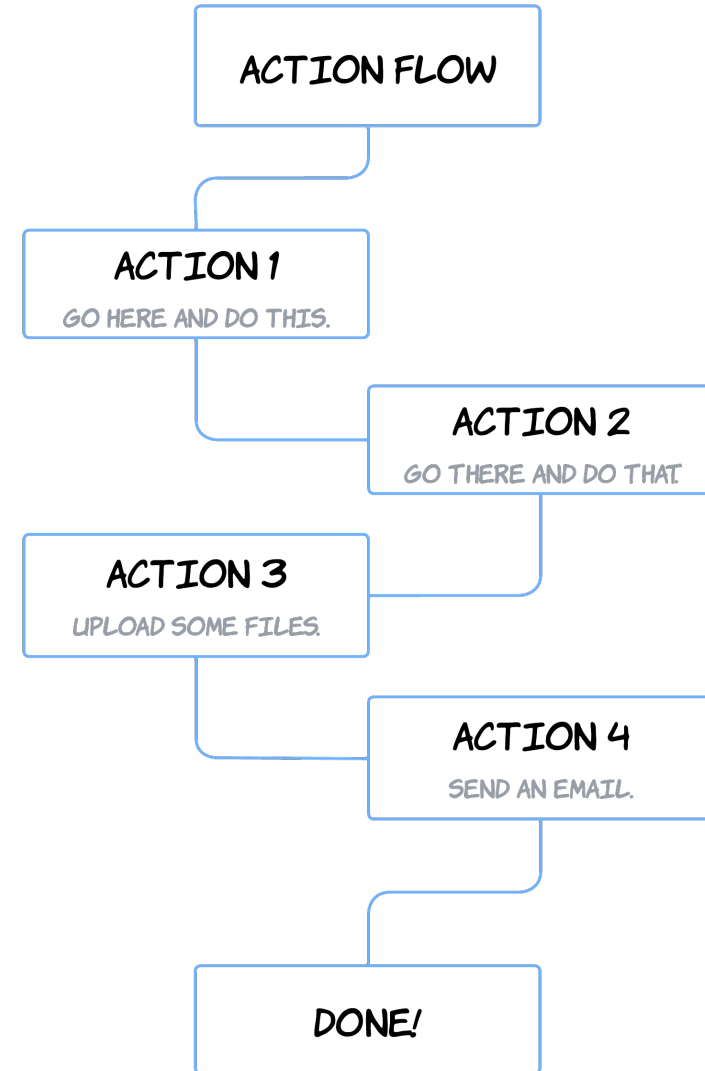 ACTION FLOW
ACTION 1
GO HERE AND DO THIS.
ACTION 2
GO THERE AND DO THAT.
ACTION 3
UPLOAD SOME FILES.
ACTION 4
SEND AN EMAIL.
DONE!